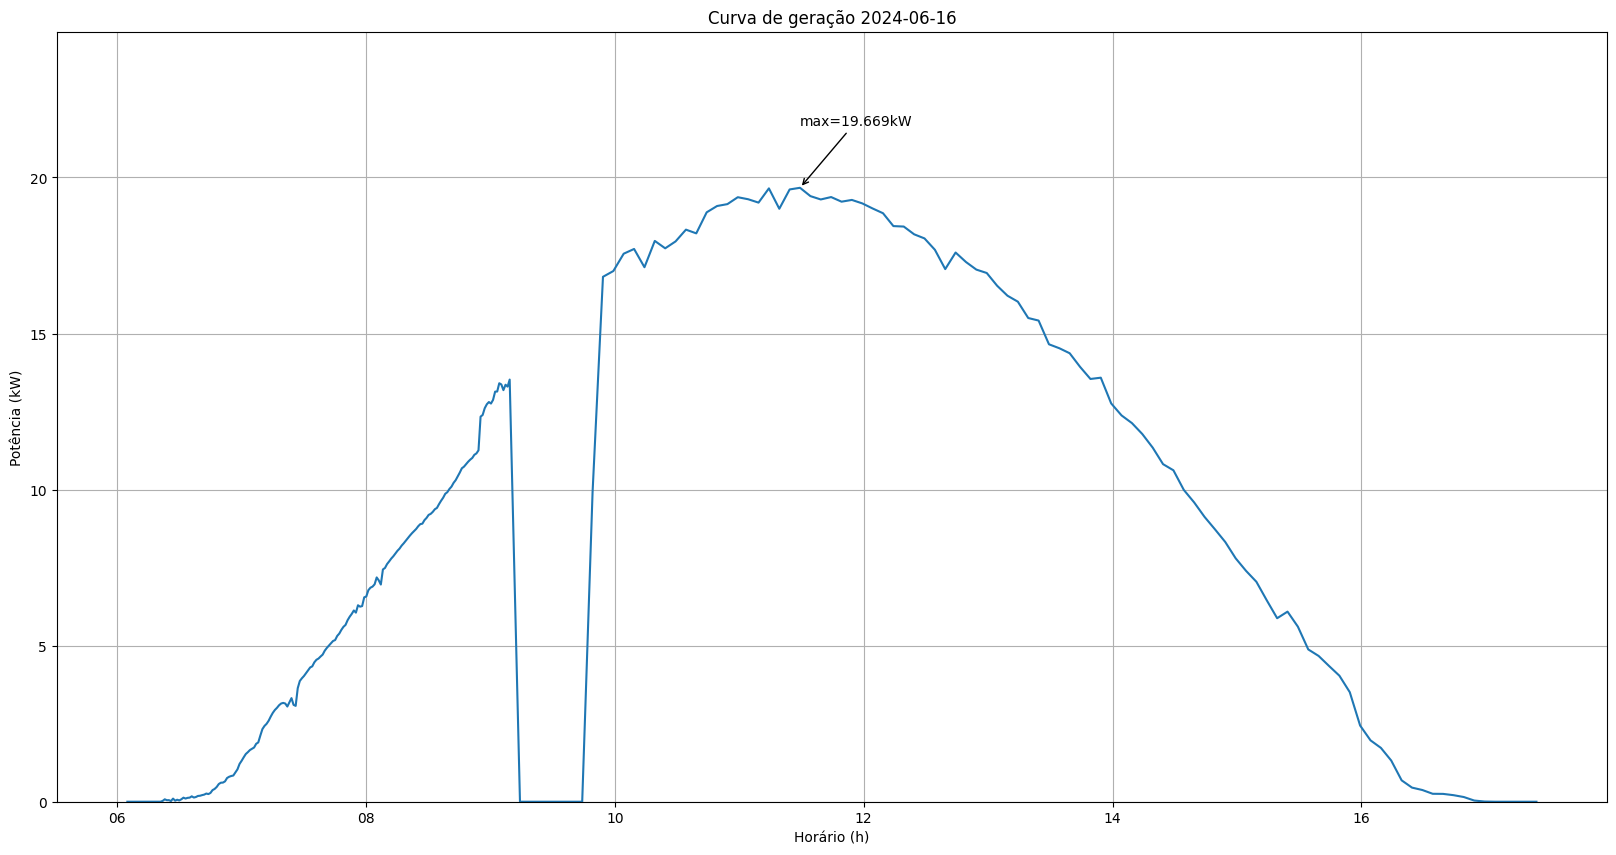 Curva de geração 2024-06-16
max=19.669kW
20
15
10
5
0
Potência (kW)
06
08
10
12
14
16
Horário (h)